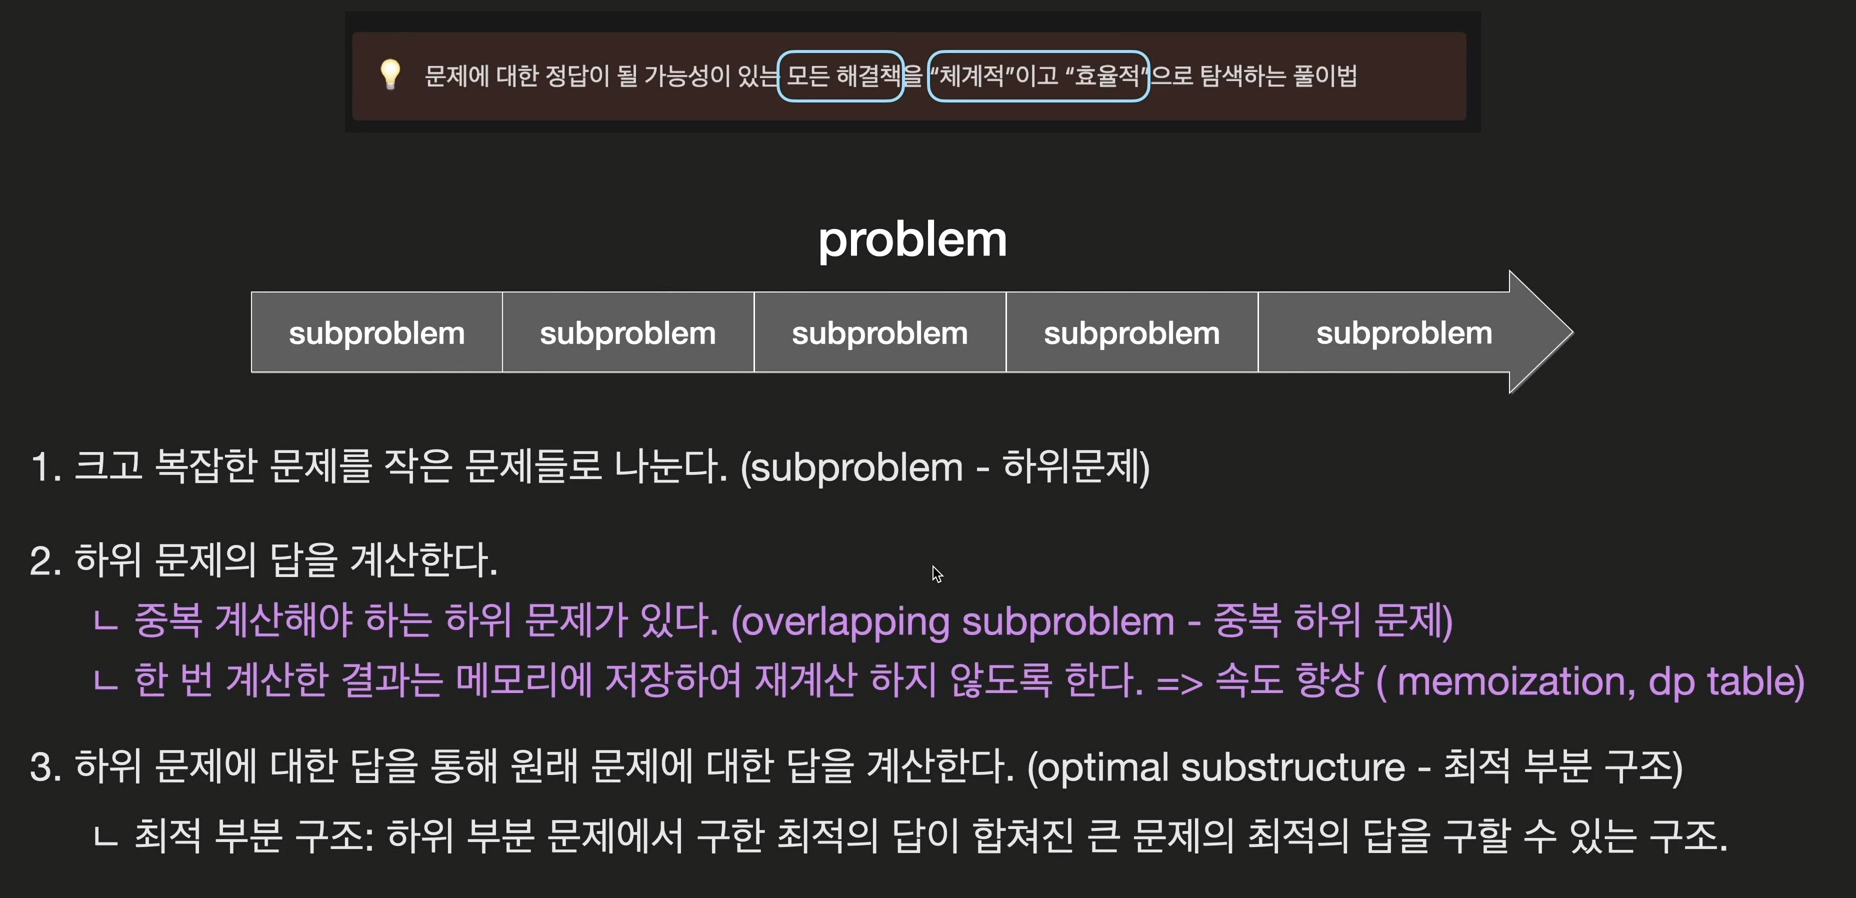 💡 문제에 대한 정답이 될 가능성이 있는 모든 해결책을 “체계적”이고 “효율적”으로 탐색하는 풀이법
problem
subproblem subproblem subproblem subproblem subproblem
1. 크고 복잡한 문제를 작은 문제들로 나눈다. (subproblem - 하위문제)
2. 하위 문제의 답을 계산한다.
ㄴ 중복 계산해야 하는 하위 문제가 있다. (overlapping subproblem - 중복 하위 문제)
ㄴ 한 번 계산한 결과는 메모리에 저장하여 재계산 하지 않도록 한다. => 속도 향상 ( memoization, dp table)
3. 하위 문제에 대한 답을 통해 원래 문제에 대한 답을 계산한다. (optimal substructure - 최적 부분 구조)
ㄴ 최적 부분 구조: 하위 부분 문제에서 구한 최적의 답이 합쳐진 큰 문제의 최적의 답을 구할 수 있는 구조.